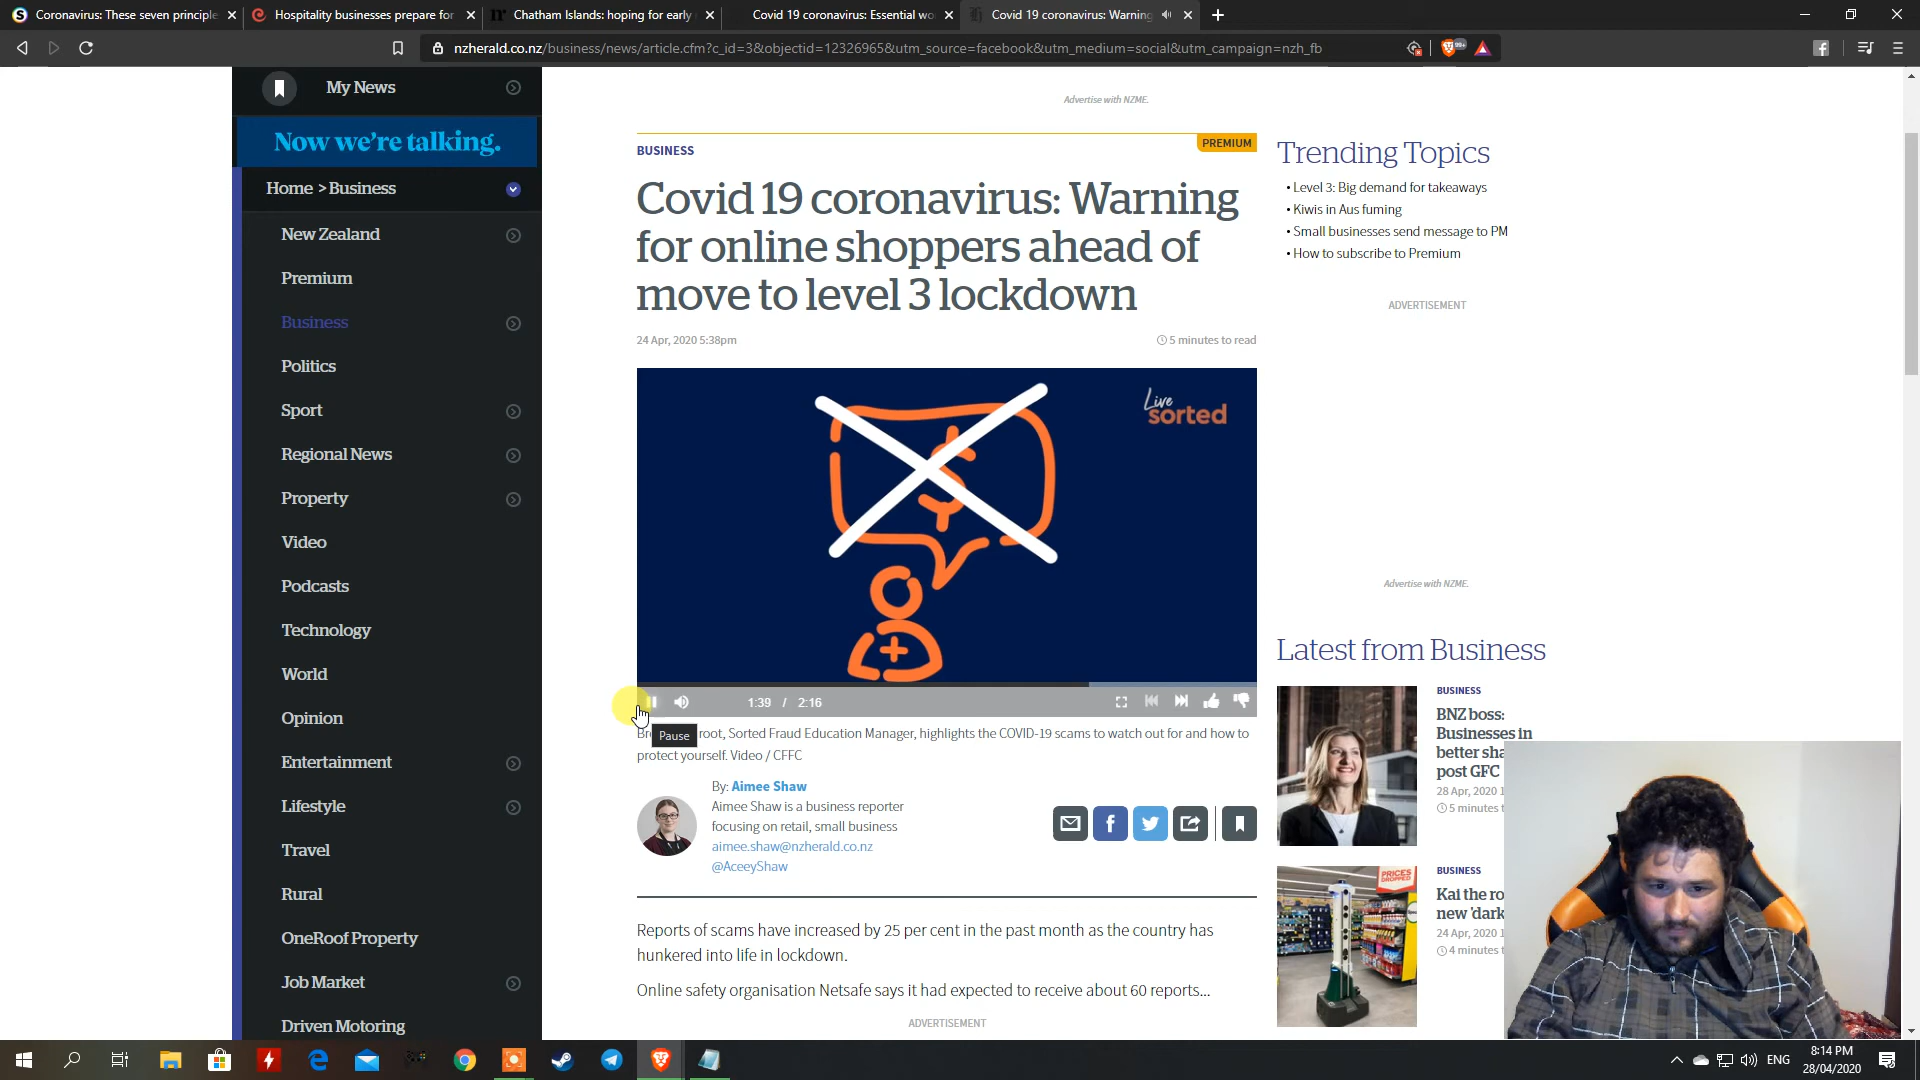 Coronavirus: These seven principle
Hospitality businesses prepare for
Chatham Islands: hoping for early
Covid 19 coronavirus: Essential wo
Covid 19 coronavirus: Warning
nzherald.co.nz/business/news/article.cfm?c_id=3&objectid=12326965&utm_source=facebook&utm_medium=social&utm_campaign=nzh_fb
99+
My News
Now we're talking.
Home > Business
New Zealand
Premium
Business
Politics
Sport
Regional News
Property
Video
Podcasts
Technology
World
Opinion
Entertainment
Lifestyle
Travel
Rural
OneRoof Property
Job Market
Driven Motoring
Advertise with NZME.
PREMIUM
BUSINESS
Covid 19 coronavirus: Warning
for online shoppers ahead of
move to level 3 lockdown
24 Apr, 2020 5:38pm
5 minutes to read
Live
sorted
$
1:39 / 2:16
Pause
root, Sorted Fraud Education Manager, highlights the COVID-19 scams to watch out for and how to
protect yourself. Video / CFFC
By: Aimee Shaw
Aimee Shaw is a business reporter
focusing on retail, small business
aimee.shaw@nzherald.co.nz
@AceeyShaw
Reports of scams have increased by 25 per cent in the past month as the country has
hunkered into life in lockdown.
Online safety organisation Netsafe says it had expected to receive about 60 reports...
ADVERTISEMENT
Trending Topics
• Level 3: Big demand for takeaways
• Kiwis in Aus fuming
• Small businesses send message to PM
• How to subscribe to Premium
ADVERTISEMENT
Advertise with NZME.
Latest from Business
BUSINESS
BNZ boss:
Businesses in
better sha
post GFC
28 Apr, 2020 1
5 minutes t
PRICES
DROPPED
BUSINESS
Kai the ro
new 'dark
24 Apr, 2020 1
4 minutes
ENG
8:14 PM
28/04/2020